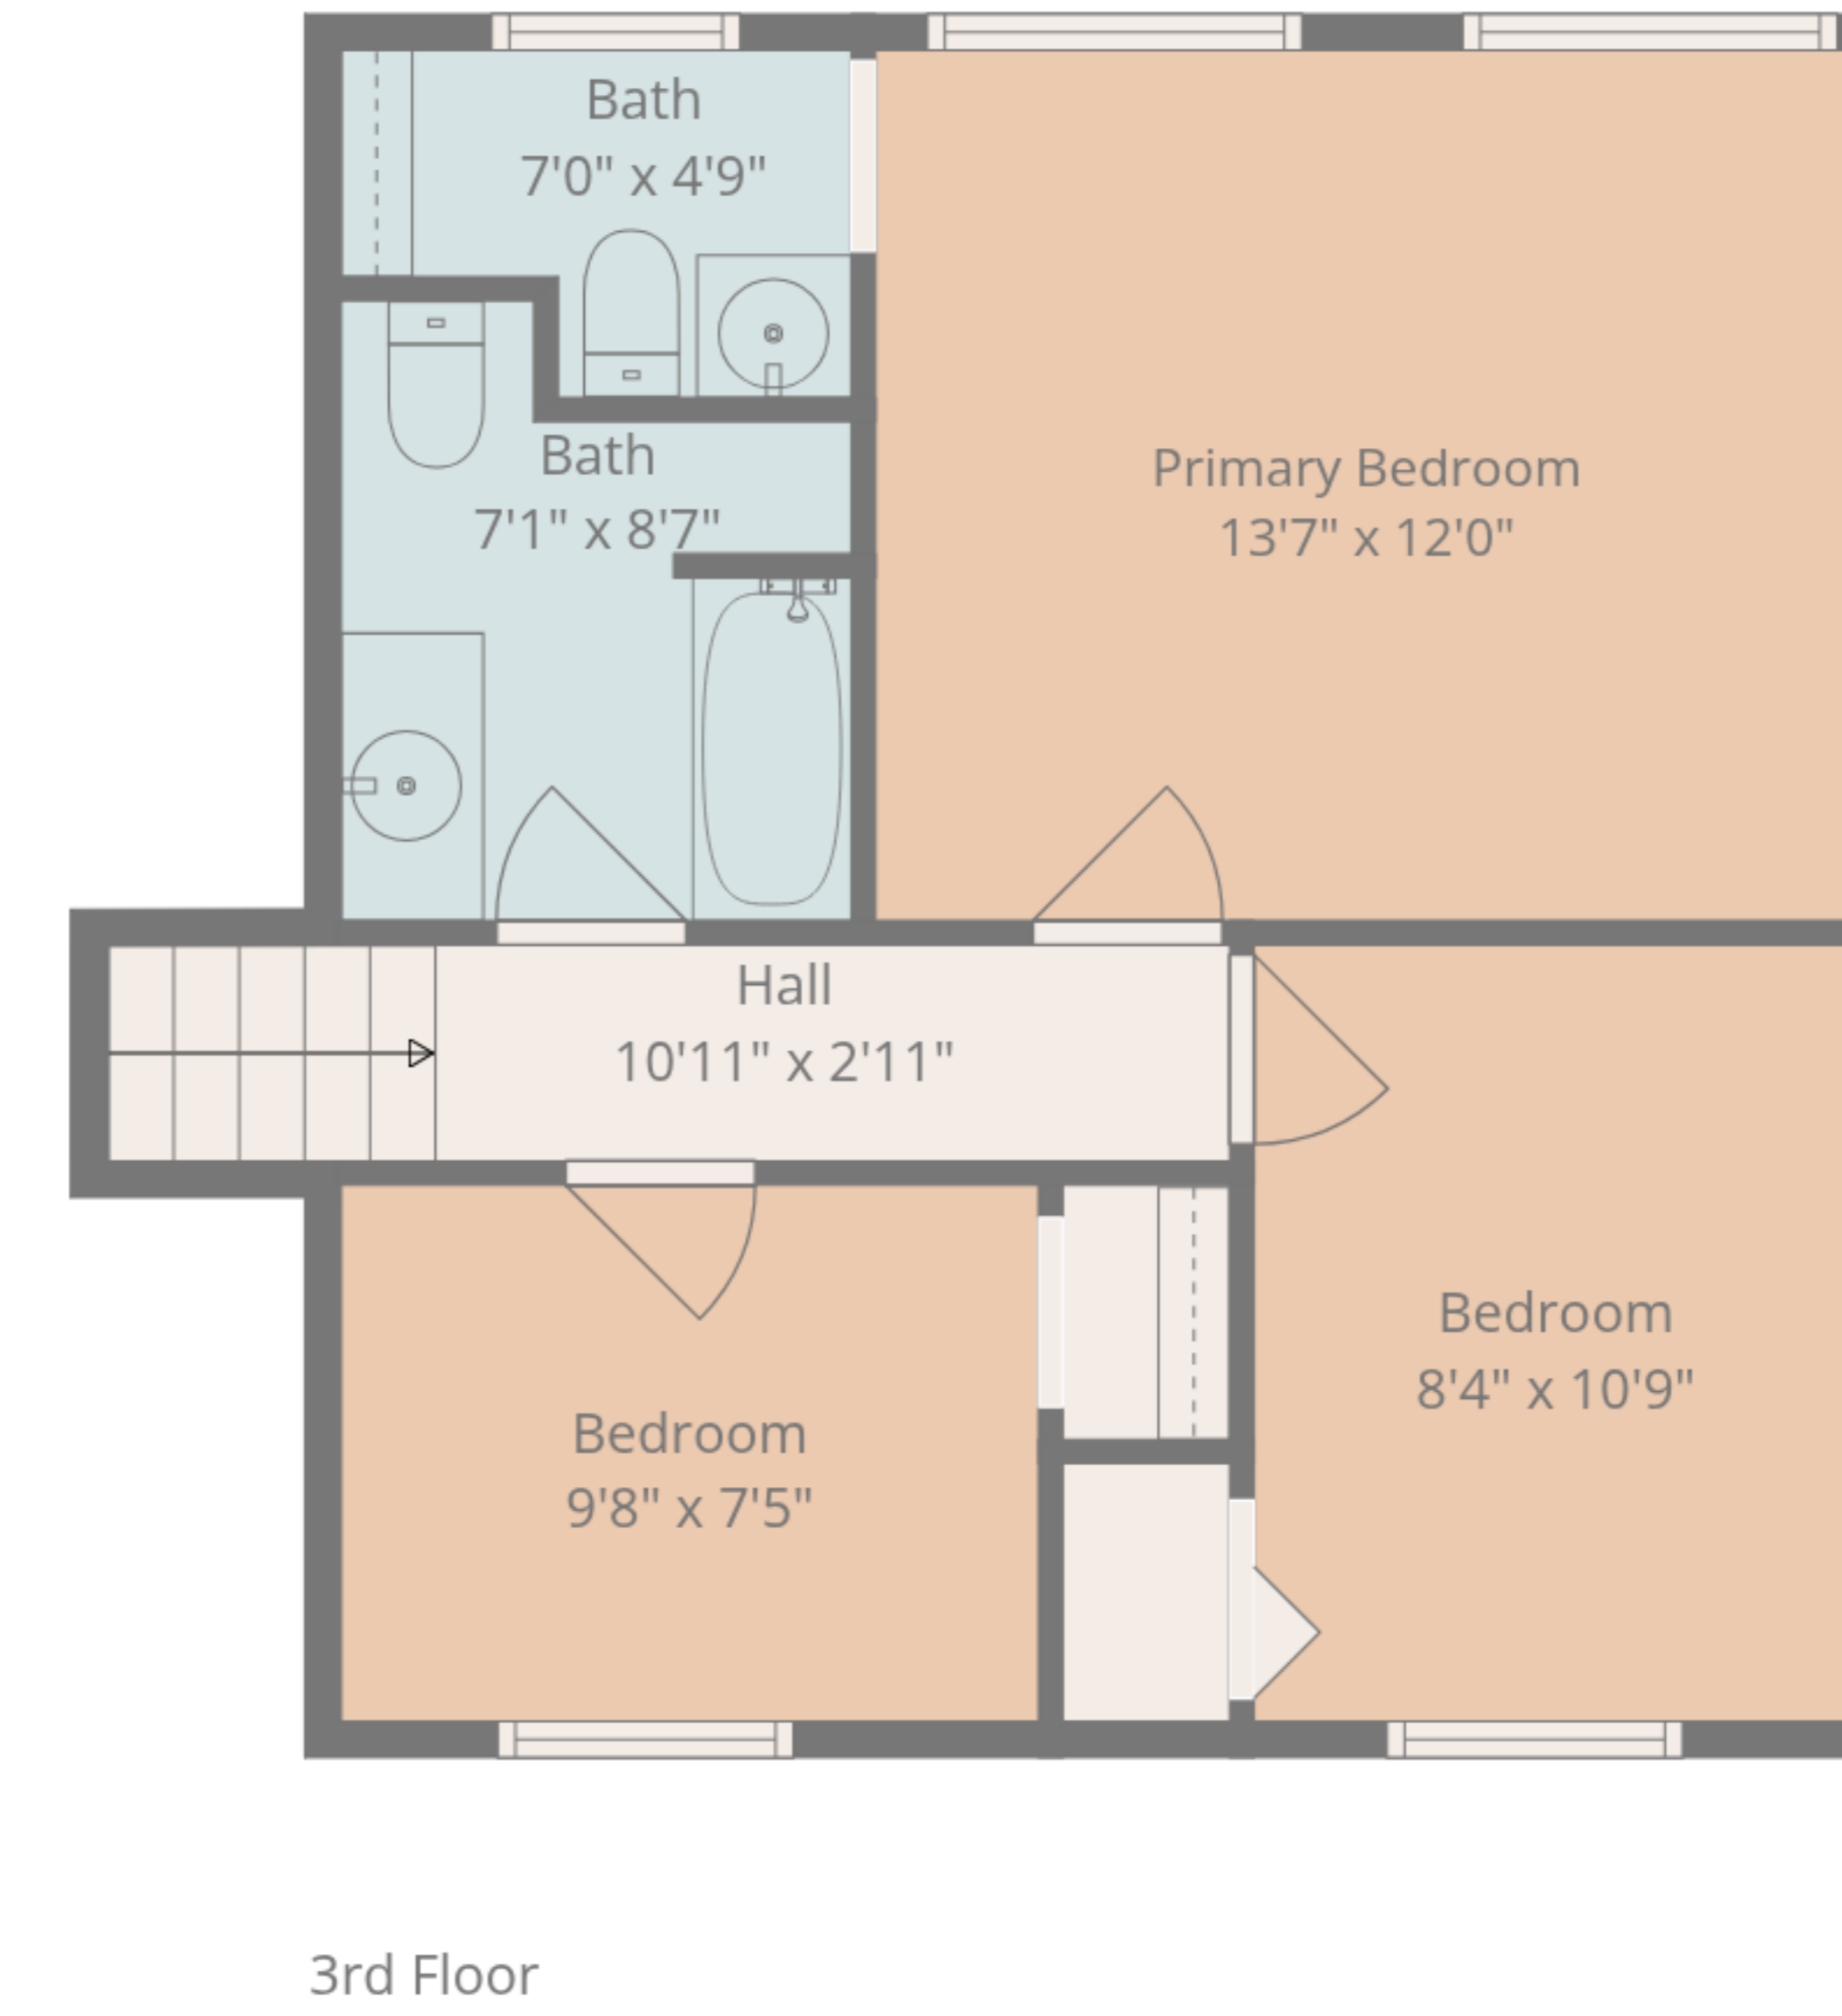 Bath
7'0" x 4'9"
Bath
7'1" x 8'7"
Primary Bedroom
13'7" x 12'0"
Hall
10'11" x 2'11"
Bedroom
8'4" x 10'9"
Bedroom
9'8" x 7'5"
3rd Floor